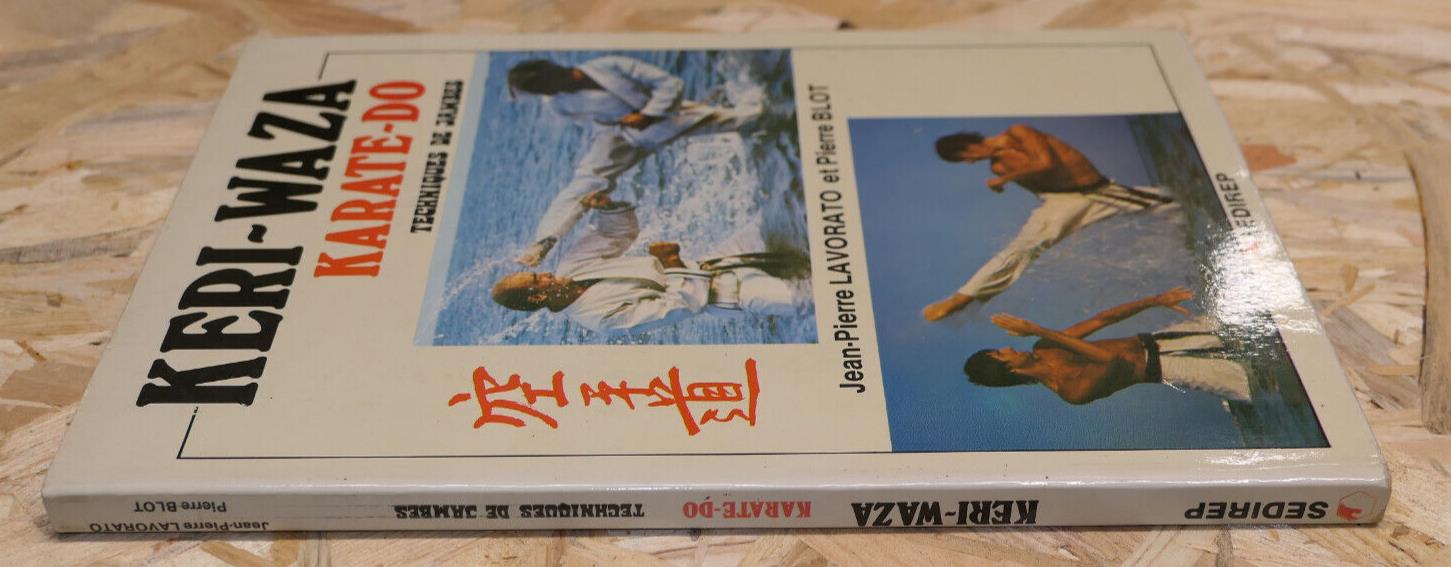 KERI-WAZA
KARATE-DO
TECHNIQUES DE JAMBES
空手道
Jean-Pierre LAVORATO et Pierre BLOT
SEDIREP
KERI-WAZA
KARATE-DO
TECHNIQUES DE JAMBES
Jean-Pierre LAVORATO
Pierre BLOT